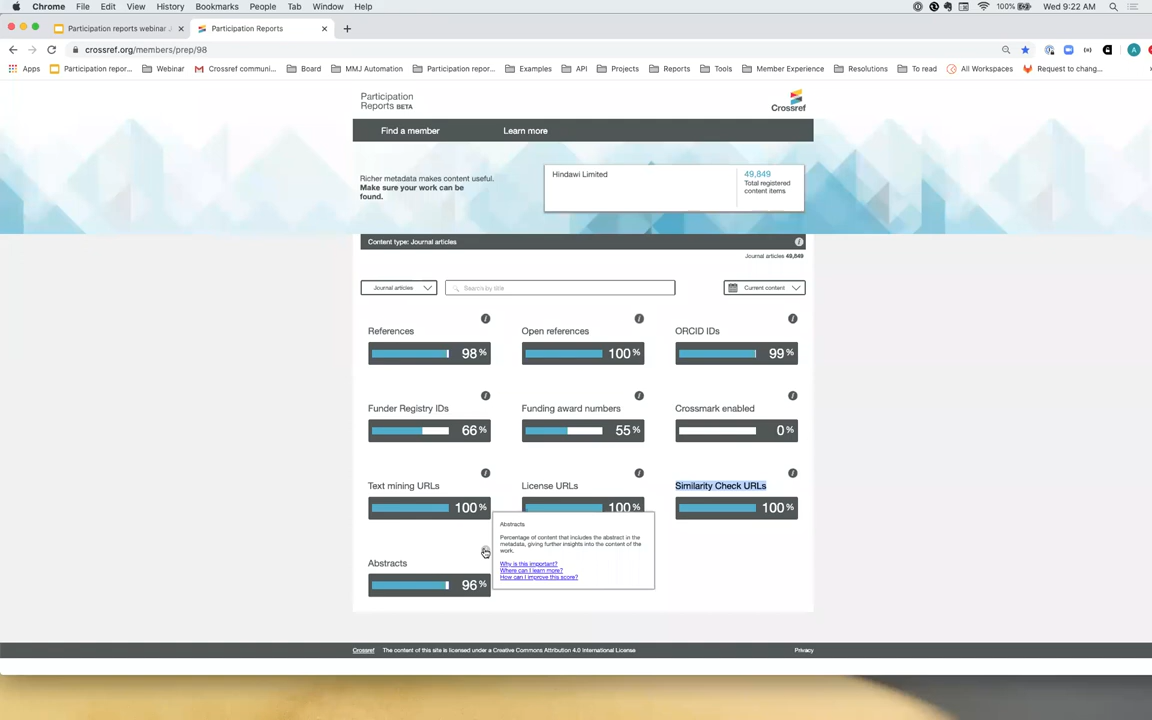 Chrome File Edit View History Bookmarks People Tab Window Help
100% Wed 9:22 AM
Participation reports webinar
Participation Reports
crossref.org/members/prep/98
Apps Participation repor... Webinar Crossref communi... Board MMJ Automation Participation repor... Examples API Projects Reports Tools Member Experience Resolutions To read All Workspaces Request to chang...
Participation
Reports BETA
Crossref
Find a member Learn more
Richer metadata makes content useful.
Make sure your work can be
found.
Hindawi Limited
49,849
Total registered
content items
Content type: Journal articles
Journal articles 49,849
Journal articles
Search by title
Current content
References Open references ORCID IDs
98 % 100 % 99 %
Funder Registry IDs Funding award numbers Crossmark enabled
66 % 55 % 0 %
Text mining URLs License URLs Similarity Check URLs
100 % 100 % 100 %
Abstracts
Percentage of content that includes the abstract in the
metadata, giving further insights into the content of the
work.
Why is this important?
Where can I learn more?
How can I improve this score?
Abstracts
96 %
Crossref The content of this site is licensed under a Creative Commons Attribution 4.0 International License Privacy